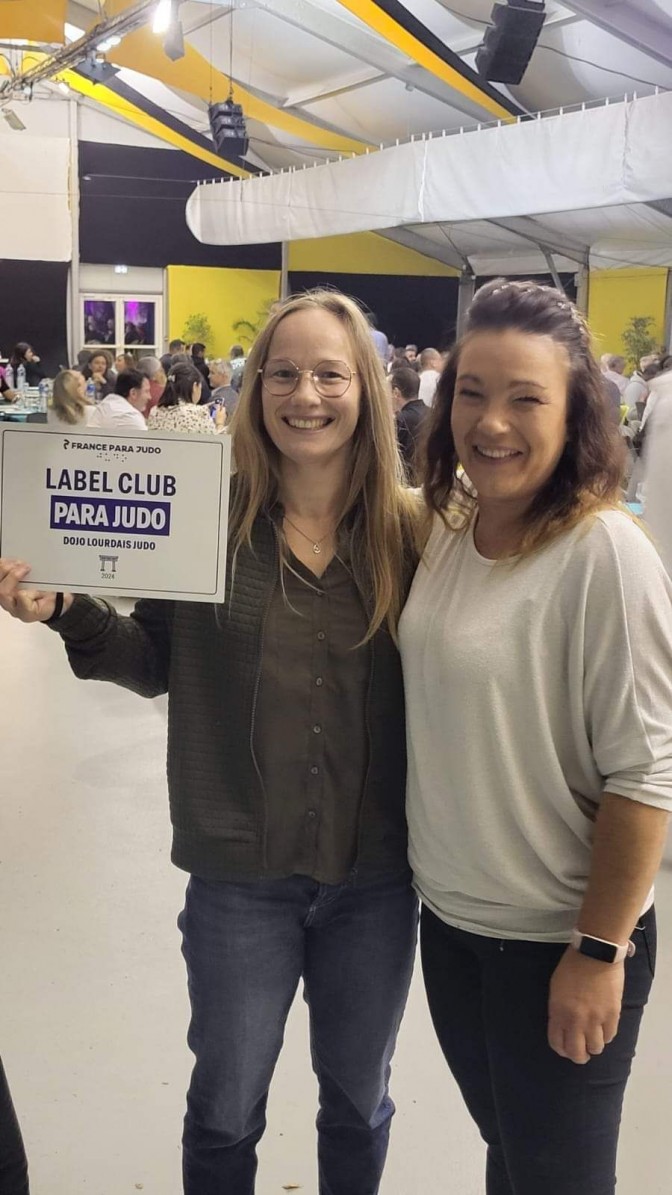 FRANCE PARA JUDO
LABEL CLUB
PARA JUDO
DOJO LOURDAIS JUDO
2024